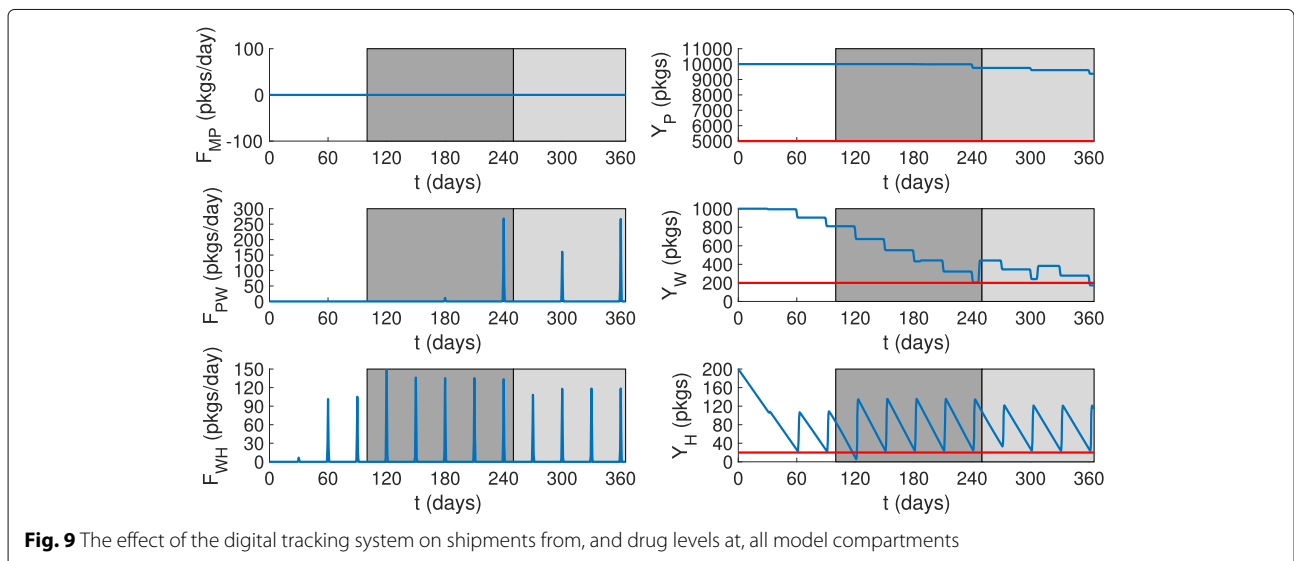 F_MP (pkgs/day)
100
0
-100
0 60 120 180 240 300 360
t (days)
Y_P (pkgs)
11000
10000
9000
8000
7000
6000
5000
0 60 120 180 240 300 360
t (days)
F_PW (pkgs/day)
300
250
200
150
100
50
0
0 60 120 180 240 300 360
t (days)
Y_W (pkgs)
1000
800
600
400
200
0
0 60 120 180 240 300 360
t (days)
F_WH (pkgs/day)
150
120
90
60
30
0
0 60 120 180 240 300 360
t (days)
Y_H (pkgs)
200
160
120
80
40
0
0 60 120 180 240 300 360
t (days)
Fig. 9 The effect of the digital tracking system on shipments from, and drug levels at, all model compartments